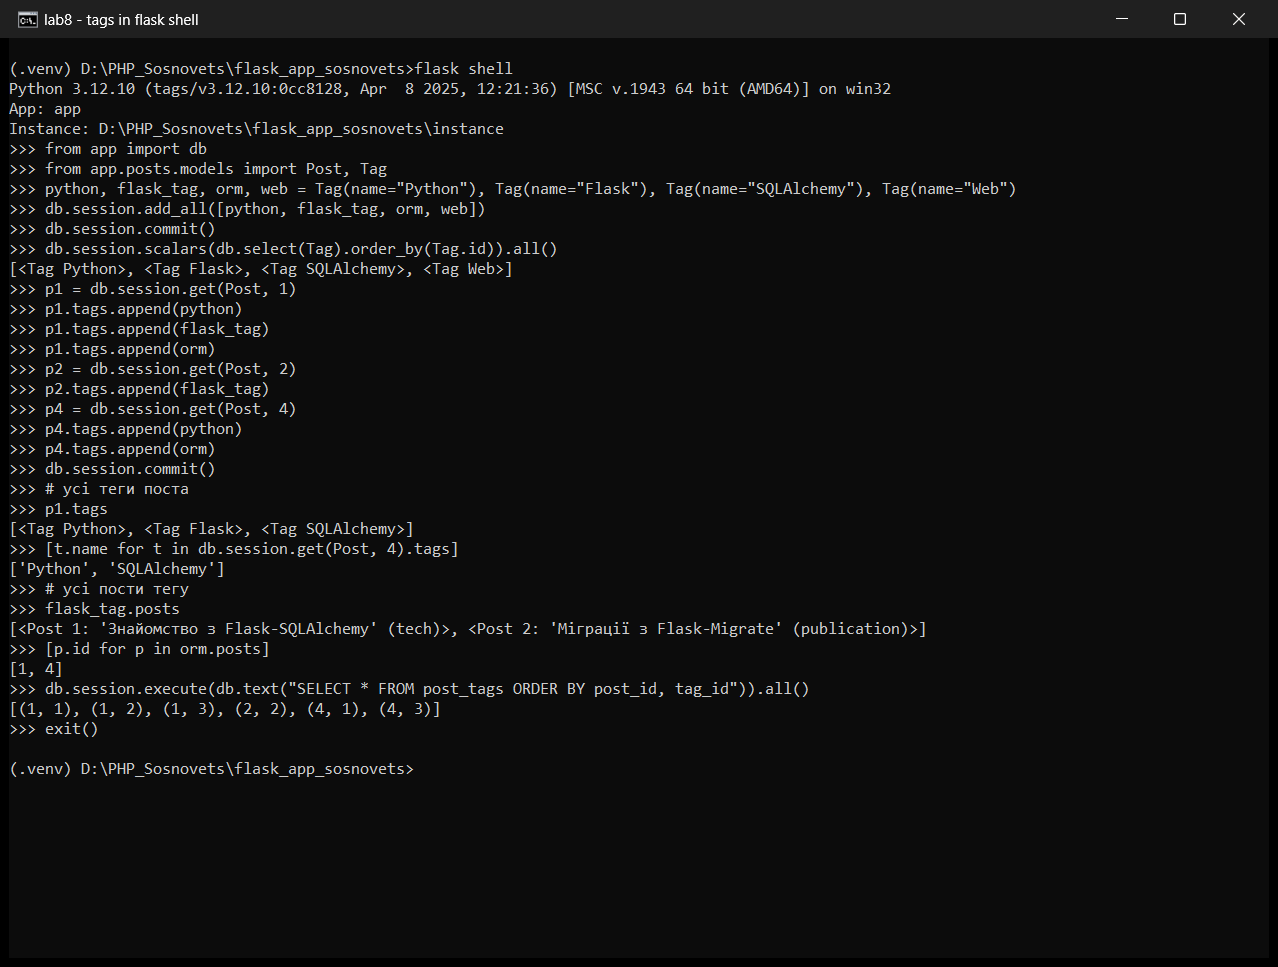 lab8 - tags in flask shell
(.venv) D:\PHP_Sosnovets\flask_app_sosnovets>flask shell
Python 3.12.10 (tags/v3.12.10:0cc8128, Apr  8 2025, 12:21:36) [MSC v.1943 64 bit (AMD64)] on win32
App: app
Instance: D:\PHP_Sosnovets\flask_app_sosnovets\instance
>>> from app import db
>>> from app.posts.models import Post, Tag
>>> python, flask_tag, orm, web = Tag(name="Python"), Tag(name="Flask"), Tag(name="SQLAlchemy"), Tag(name="Web")
>>> db.session.add_all([python, flask_tag, orm, web])
>>> db.session.commit()
>>> db.session.scalars(db.select(Tag).order_by(Tag.id)).all()
[<Tag Python>, <Tag Flask>, <Tag SQLAlchemy>, <Tag Web>]
>>> p1 = db.session.get(Post, 1)
>>> p1.tags.append(python)
>>> p1.tags.append(flask_tag)
>>> p1.tags.append(orm)
>>> p2 = db.session.get(Post, 2)
>>> p2.tags.append(flask_tag)
>>> p4 = db.session.get(Post, 4)
>>> p4.tags.append(python)
>>> p4.tags.append(orm)
>>> db.session.commit()
>>> # усі теги поста
>>> p1.tags
[<Tag Python>, <Tag Flask>, <Tag SQLAlchemy>]
>>> [t.name for t in db.session.get(Post, 4).tags]
['Python', 'SQLAlchemy']
>>> # усі пости тегу
>>> flask_tag.posts
[<Post 1: 'Знайомство з Flask-SQLAlchemy' (tech)>, <Post 2: 'Міграції з Flask-Migrate' (publication)>]
>>> [p.id for p in orm.posts]
[1, 4]
>>> db.session.execute(db.text("SELECT * FROM post_tags ORDER BY post_id, tag_id")).all()
[(1, 1), (1, 2), (1, 3), (2, 2), (4, 1), (4, 3)]
>>> exit()
(.venv) D:\PHP_Sosnovets\flask_app_sosnovets>